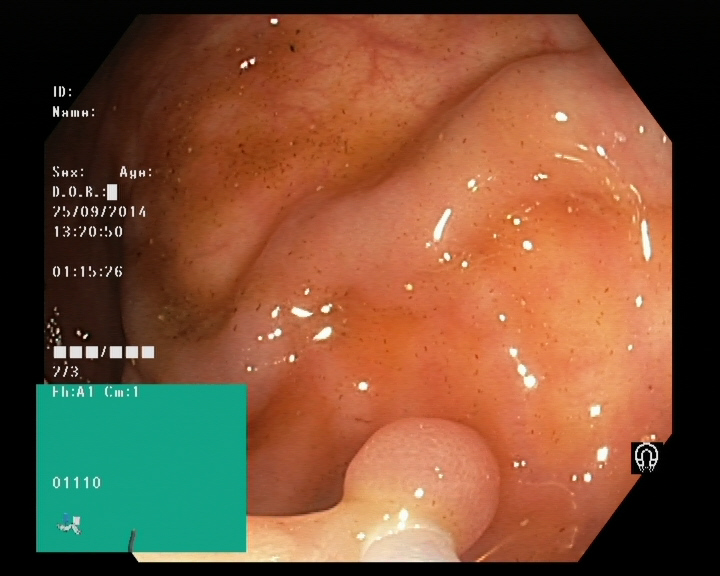 ID:
Name:
Sex: Age:
D.O.B.:
25/09/2014
13:20:50
01:15:26
■■■/■■■
2/3
Eh:A1 Cm:1
01110